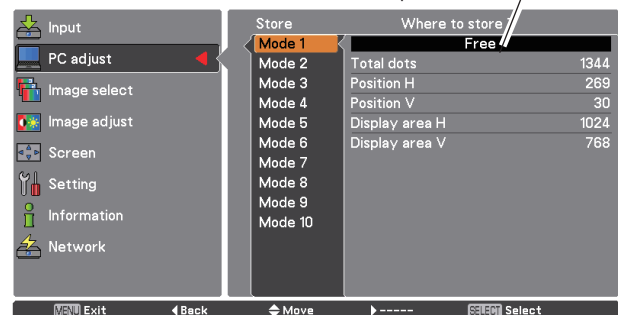 Input
PC adjust
Image select
Image adjust
Screen
Setting
Information
Network
Store
Where to store
Mode 1
Free
Mode 2
Total dots 1344
Mode 3
Position H 269
Mode 4
Position V 30
Mode 5
Display area H 1024
Mode 6
Display area V 768
Mode 7
Mode 8
Mode 9
Mode 10
MENU Exit
Back
Move
-----
SELECT Select